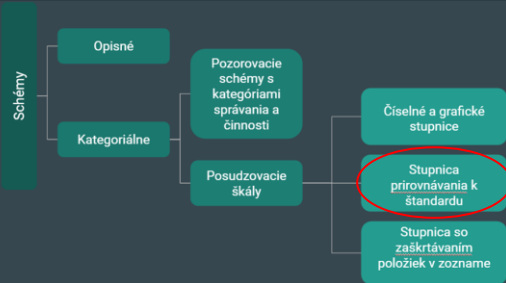 Schémy
Opisné
Kategoriálne
Pozorovacie
schémy s
kategóriami
správania a
činnosti
Posudzovacie
škály
Číselné a grafické
stupnice
Stupnica
prirovnávania k
štandardu
Stupnica so
zaškrtávaním
položiek v zozname